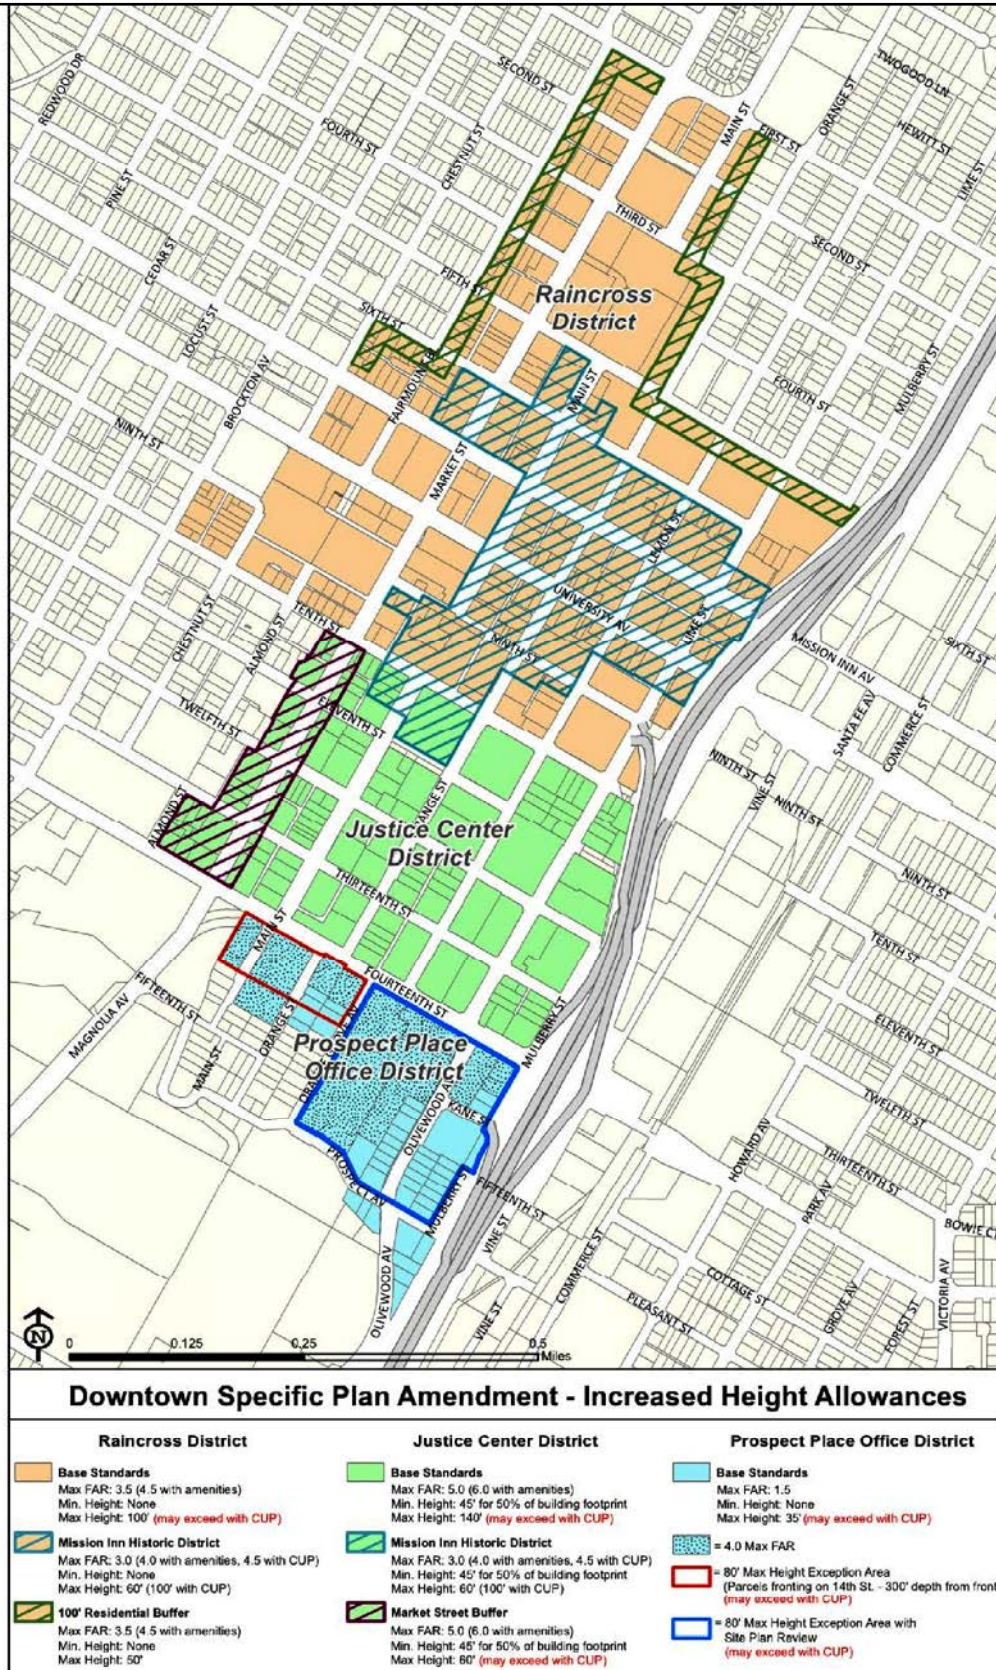 REDWOOD DR
SECOND ST
TWOGOOD LN
ORANGE ST
MAIN ST
FIRST ST
HEWITT ST
FOURTH ST
CHESTNUT ST
LIME ST
PINE ST
THIRD ST
SECOND ST
CEDAR ST
FIFTH ST
Raincross
District
SIXTH ST
LOCUST ST
MULBERRY ST
BROCKTON AV
MAIN ST
FOURTH ST
NINTH ST
MARKET ST
LEMON ST
UNIVERSITY AV
LIME ST
TENTH ST
NINTH ST
CHESTNUT ST
ALMOND ST
MISSION INN AV
SIXTH ST
TWELFTH ST
ELEVENTH ST
SANTA FE AV
COMMERCE ST
NINTH ST
VINE ST
NINTH ST
ALMOND ST
Justice Center
District
THIRTEENTH ST
NINTH ST
MAIN ST
TENTH ST
FOURTEENTH ST
FIFTEENTH ST
MAGNOLIA AV
ORANGE ST
MAIN ST
MULBERRY ST
ELEVENTH ST
Prospect Place
Office District
OLIVEWOOD AV
TWELFTH ST
HOWARD AV
THIRTEENTH ST
PROSPECT AV
FIFTEENTH ST
PARK AV
VINE ST
COMMERCE ST
VICTORIA AV
COTTAGE ST
OLIVEWOOD AV
VINE ST
PLEASANT ST
GROVE AV
FOREST ST
N
0 0.125 0.25 0.5
Miles
Downtown Specific Plan Amendment - Increased Height Allowances
Raincross District
Base Standards
Max FAR: 3.5 (4.5 with amenities)
Min. Height: None
Max Height: 100' (may exceed with CUP)
Mission Inn Historic District
Max FAR: 3.0 (4.0 with amenities, 4.5 with CUP)
Min. Height: None
Max Height: 60' (100' with CUP)
100' Residential Buffer
Max FAR: 3.5 (4.5 with amenities)
Min. Height: None
Max Height: 50'
Justice Center District
Base Standards
Max FAR: 5.0 (6.0 with amenities)
Min. Height: 45' for 50% of building footprint
Max Height: 140' (may exceed with CUP)
Mission Inn Historic District
Max FAR: 3.0 (4.0 with amenities, 4.5 with CUP)
Min. Height: 45' for 50% of building footprint
Max Height: 60' (100' with CUP)
Market Street Buffer
Max FAR: 5.0 (6.0 with amenities)
Min. Height: 45' for 50% of building footprint
Max Height: 60' (may exceed with CUP)
Prospect Place Office District
Base Standards
Max FAR: 1.5
Min. Height: None
Max Height: 35' (may exceed with CUP)
= 4.0 Max FAR
= 80' Max Height Exception Area
(Parcels fronting on 14th St. - 300' depth from front
(may exceed with CUP)
= 80' Max Height Exception Area with
Site Plan Review
(may exceed with CUP)